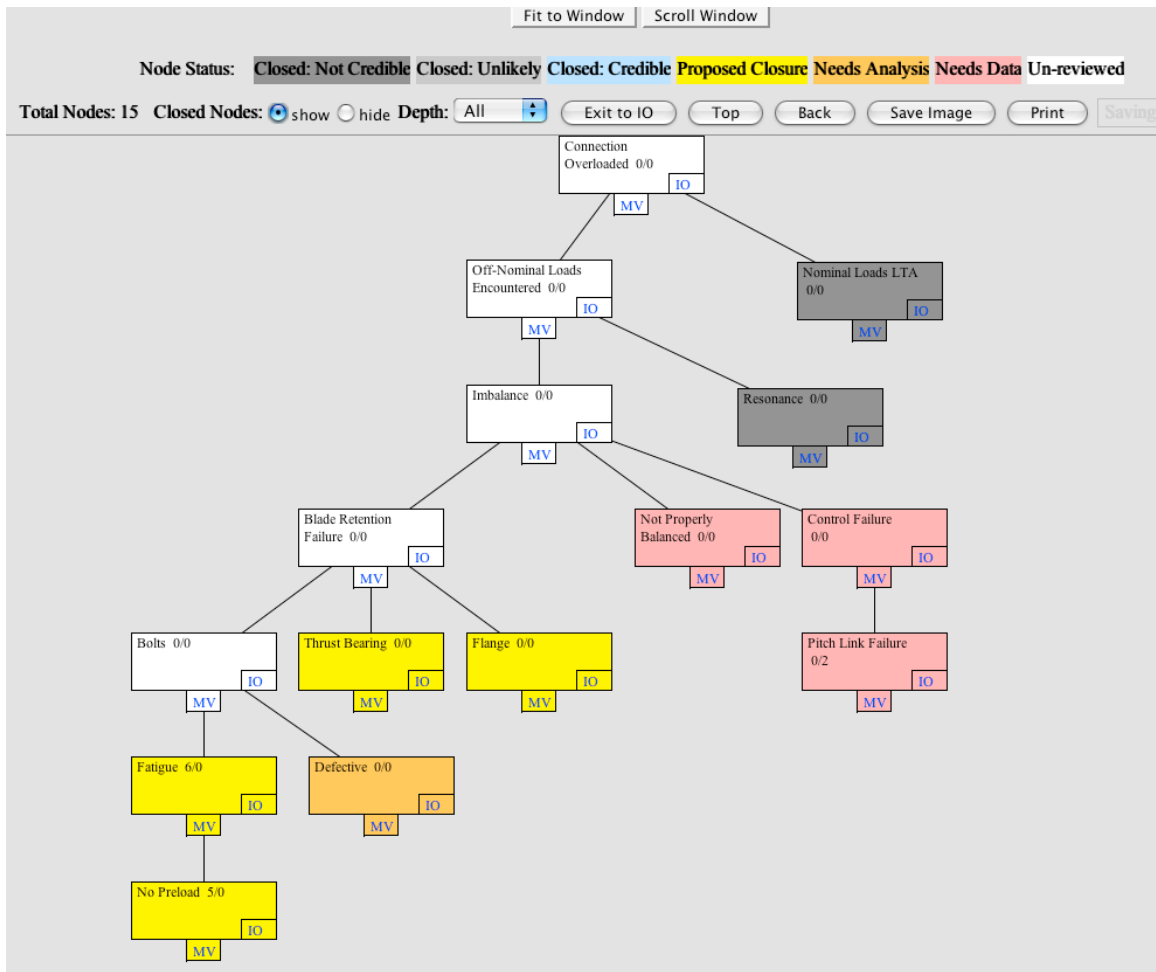 Fit to Window Scroll Window
Node Status: Closed: Not Credible Closed: Unlikely Closed: Credible Proposed Closure Needs Analysis Needs Data Un-reviewed
Total Nodes: 15 Closed Nodes: show hide Depth: All Exit to IO Top Back Save Image Print Saving
Connection
Overloaded 0/0
IO
MV
Off-Nominal Loads
Encountered 0/0
IO
MV
Nominal Loads LTA
0/0
IO
MV
Imbalance 0/0
IO
MV
Resonance 0/0
IO
MV
Blade Retention
Failure 0/0
IO
MV
Not Properly
Balanced 0/0
IO
MV
Control Failure
0/0
IO
MV
Bolts 0/0
IO
MV
Thrust Bearing 0/0
IO
MV
Flange 0/0
IO
MV
Pitch Link Failure
0/2
IO
MV
Fatigue 6/0
IO
MV
Defective 0/0
IO
MV
No Preload 5/0
IO
MV